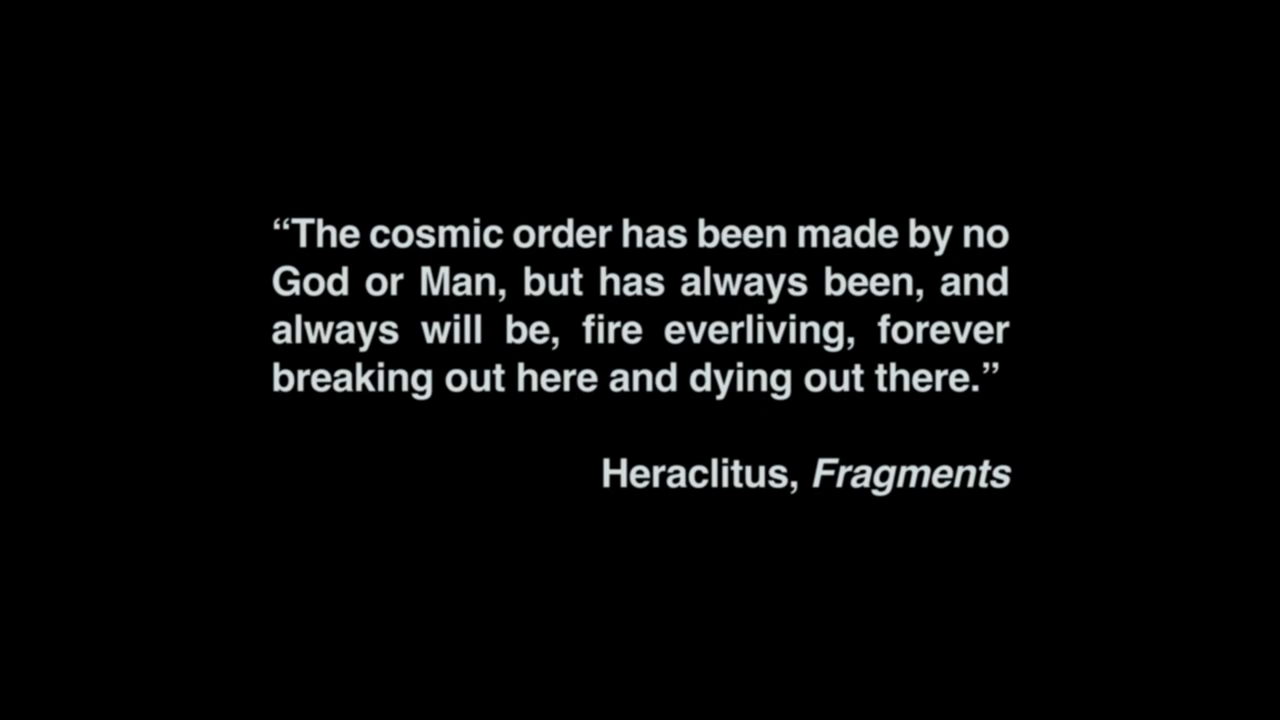 “The cosmic order has been made by no
God or Man, but has always been, and
always will be, fire everliving, forever
breaking out here and dying out there.”
Heraclitus, Fragments